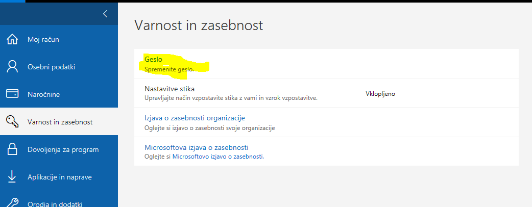 Varnost in zasebnost
Moj račun
Osebni podatki
Naročnine
Varnost in zasebnost
Dovoljenja za program
Aplikacije in naprave
Orodja in dodatki
Geslo
Spremenite geslo.
Nastavitve stika
Upravljajte način vzpostavite stika z vami in vzrok vzpostavitve.
Vklopljeno
Izjava o zasebnosti organizacije
Oglejte si izjavo o zasebnosti svoje organizacije
Microsoftova izjava o zasebnosti
Oglejte si Microsoftovo izjavo o zasebnosti.